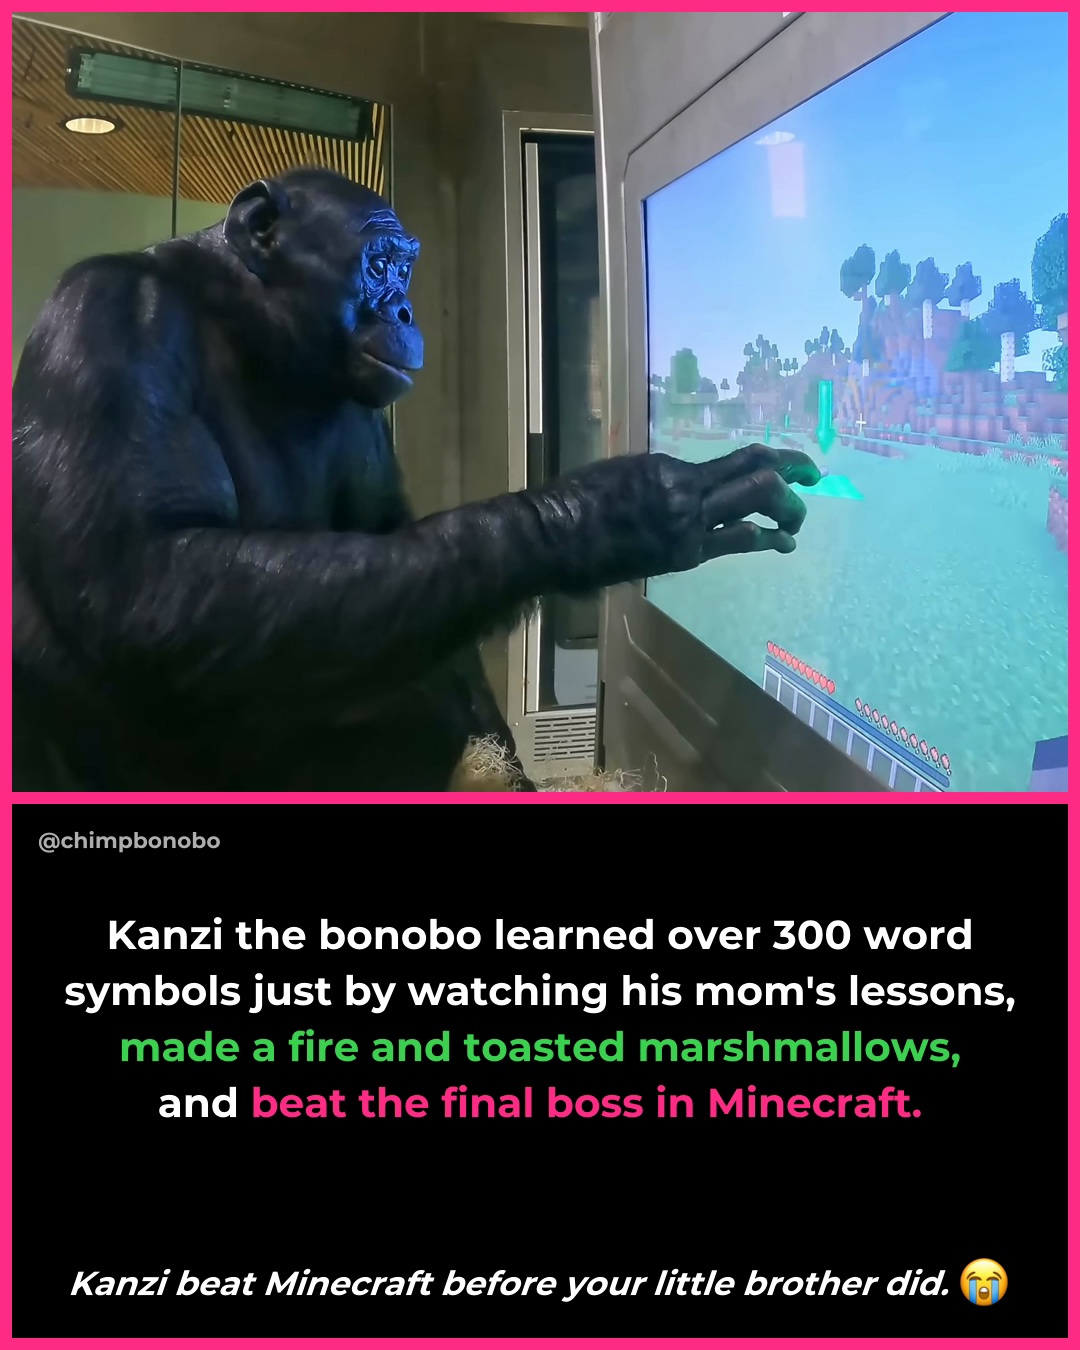 @chimpbonobo
Kanzi the bonobo learned over 300 word
symbols just by watching his mom's lessons,
made a fire and toasted marshmallows,
and beat the final boss in Minecraft.
Kanzi beat Minecraft before your little brother did. 😭